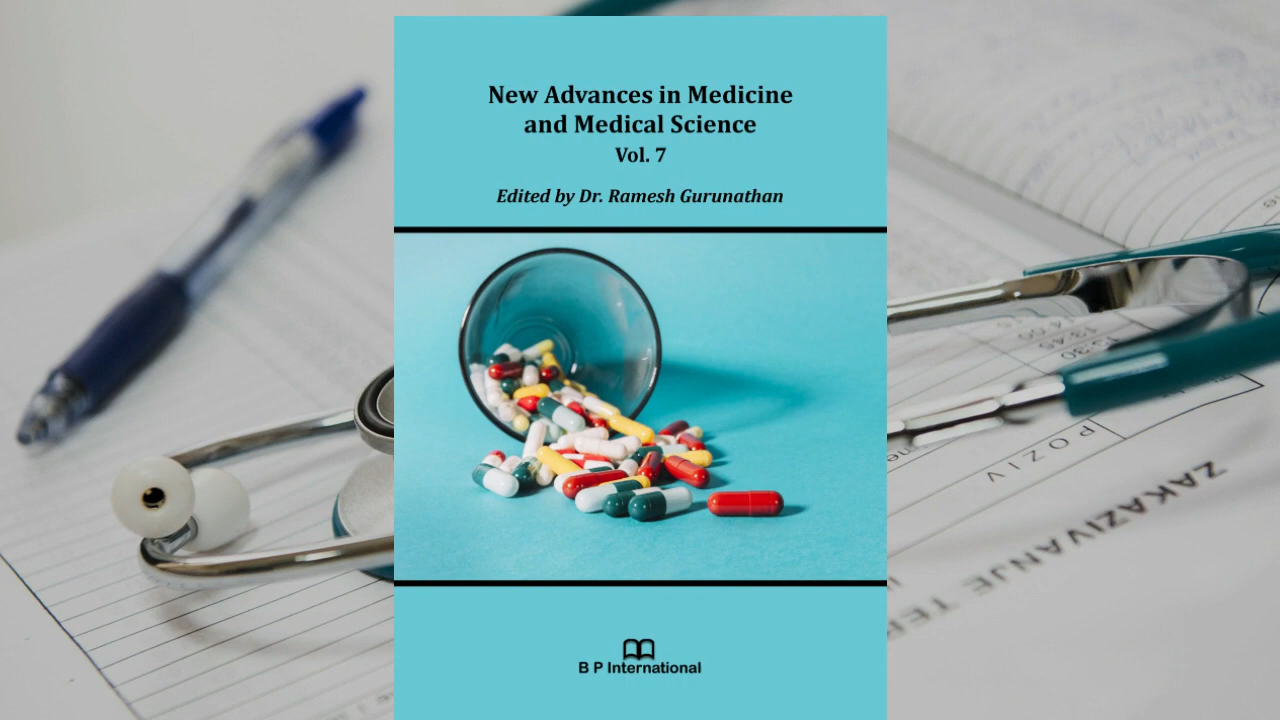 New Advances in Medicine
and Medical Science
Vol. 7
Edited by Dr. Ramesh Gurunathan
B P International
POZIV
ZAKAZIVANJE